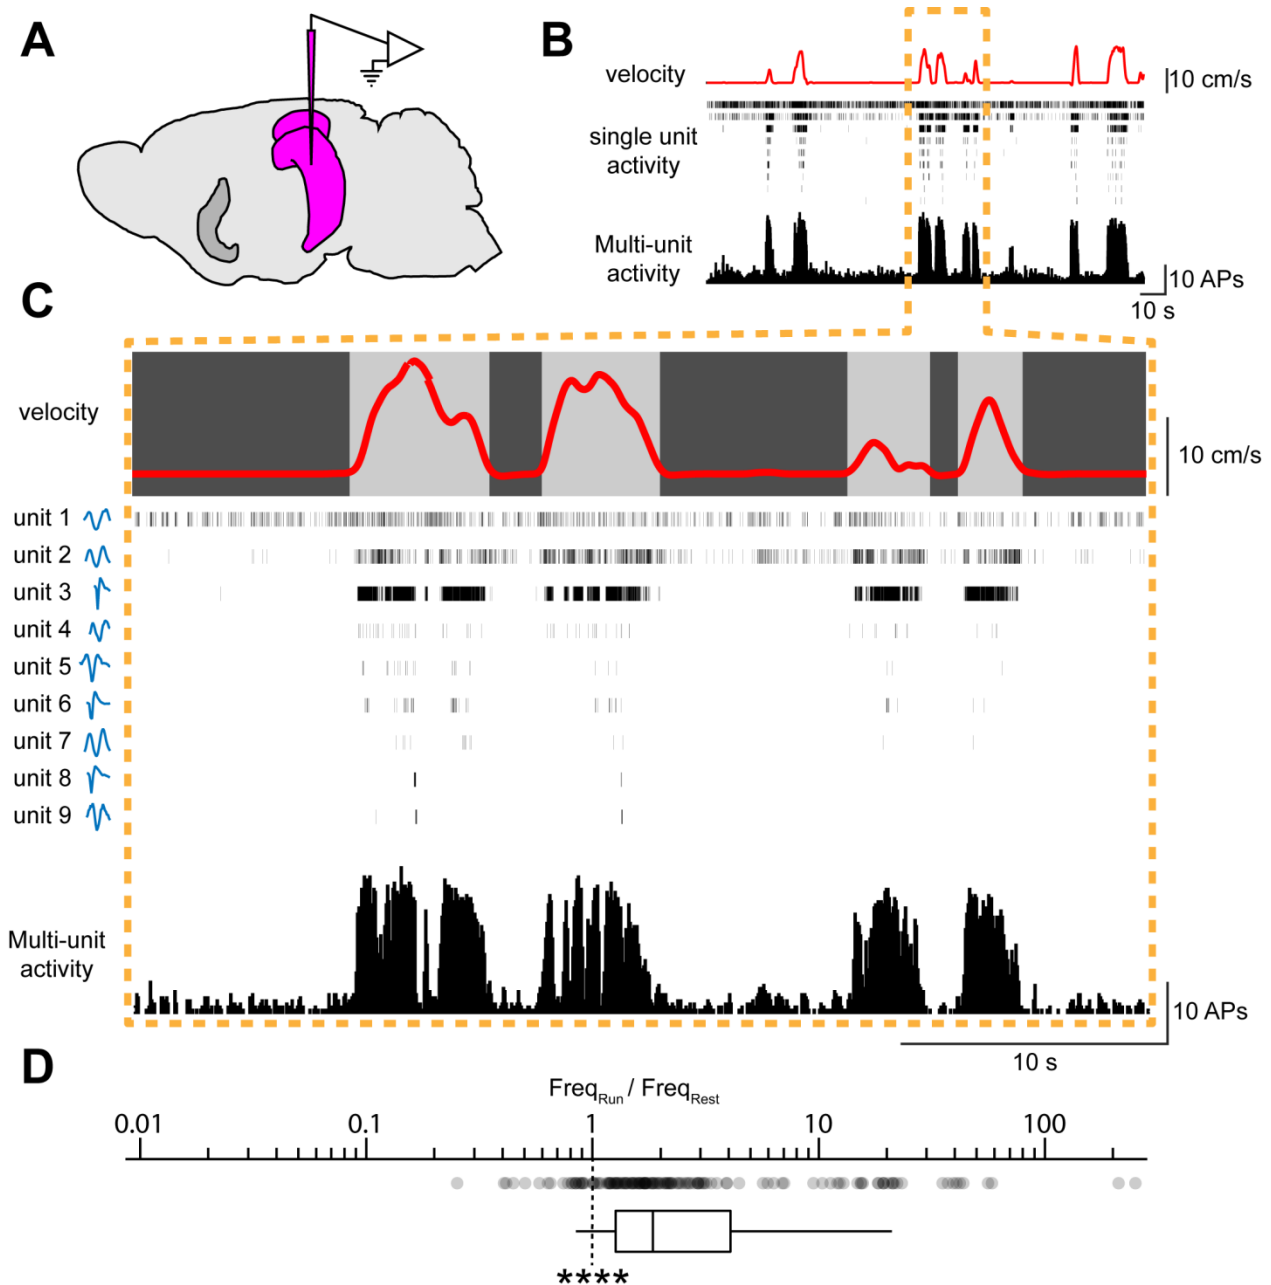 A
B
velocity
10 cm/s
single unit
activity
Multi-unit
activity
10 APs
10 s
C
velocity
10 cm/s
unit 1
unit 2
unit 3
unit 4
unit 5
unit 6
unit 7
unit 8
unit 9
Multi-unit
activity
10 APs
10 s
D
Freq_Run / Freq_Rest
0.01 0.1 1 10 100
****